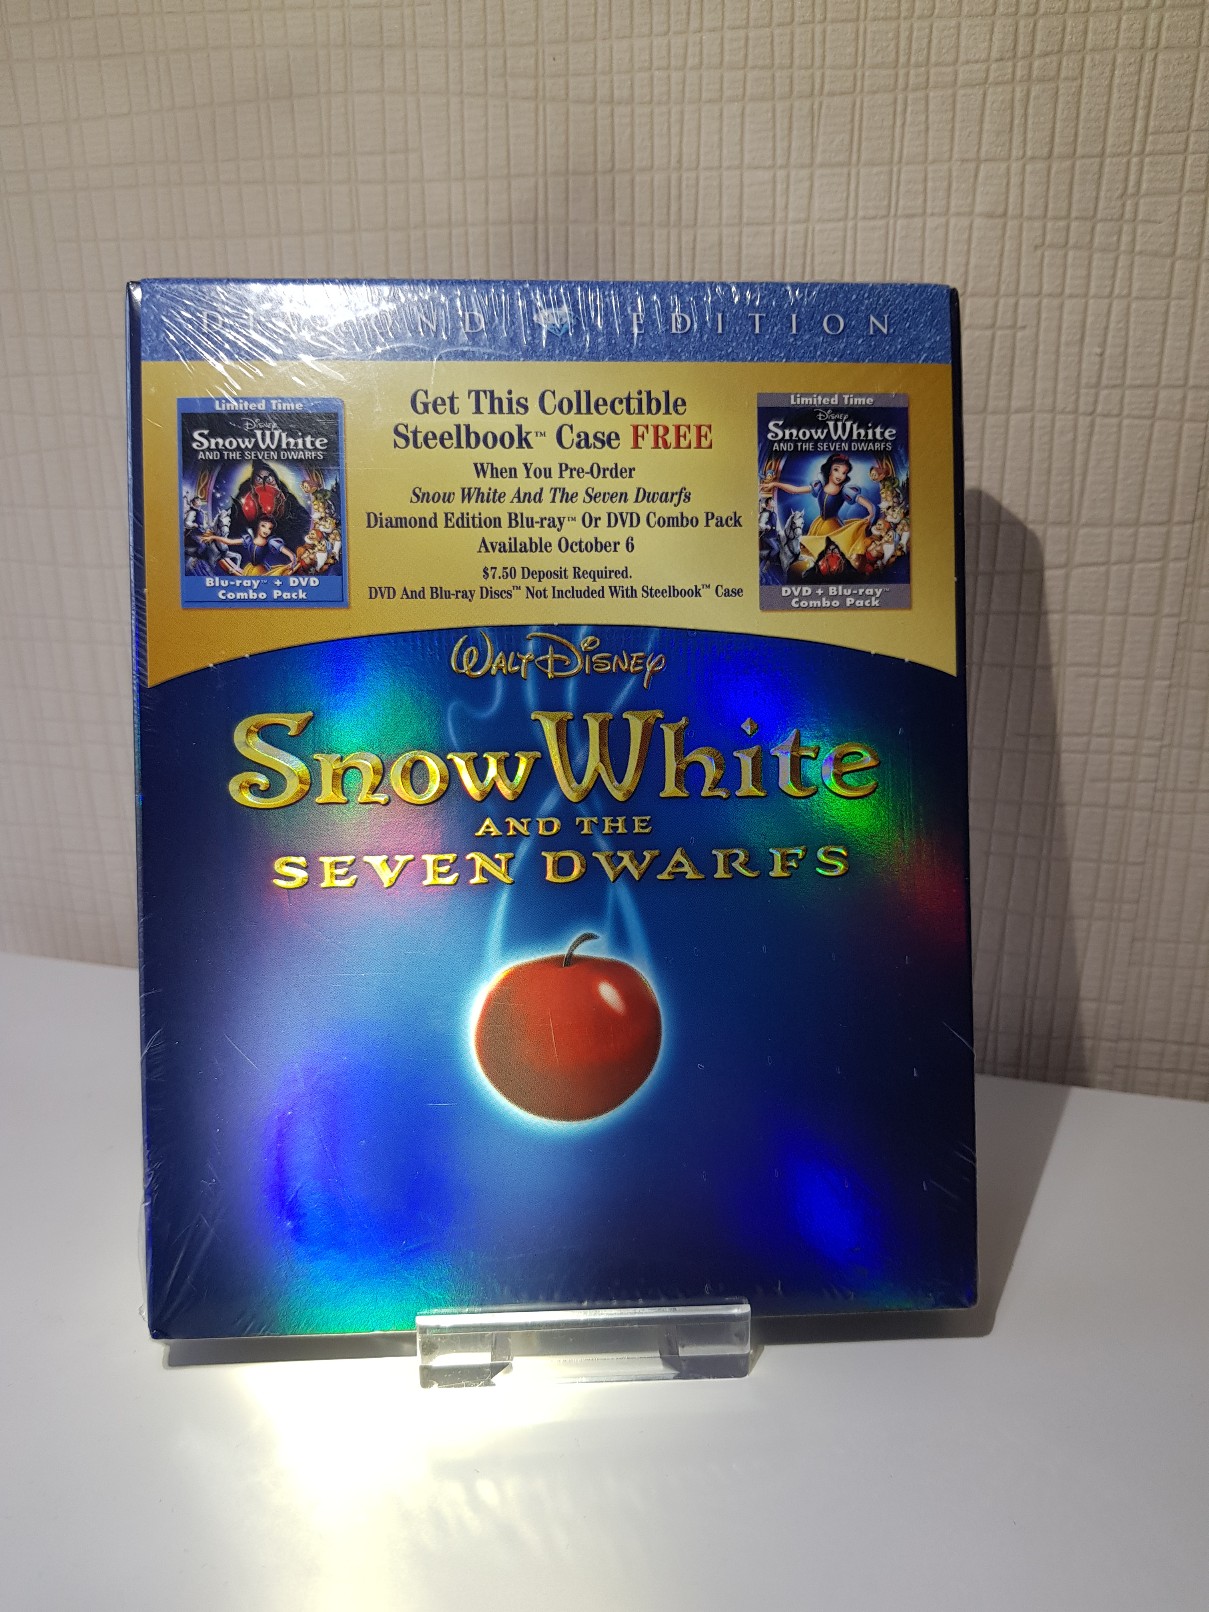 DIAMOND EDITION
Limited Time
Disney
Snow White
AND THE SEVEN DWARFS
Blu-ray™ + DVD
Combo Pack
Get This Collectible
Steelbook™ Case FREE
When You Pre-Order
Snow White And The Seven Dwarfs
Diamond Edition Blu-ray™ Or DVD Combo Pack
Available October 6
$7.50 Deposit Required.
DVD And Blu-ray Discs™ Not Included With Steelbook™ Case
Limited Time
Disney
Snow White
AND THE SEVEN DWARFS
DVD + Blu-ray™
Combo Pack
Walt Disney
Snow White
AND THE
SEVEN DWARFS